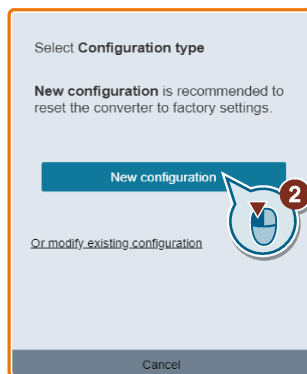 Select Configuration type
New configuration is recommended to
reset the converter to factory settings.
New configuration
2
Or modify existing configuration
Cancel